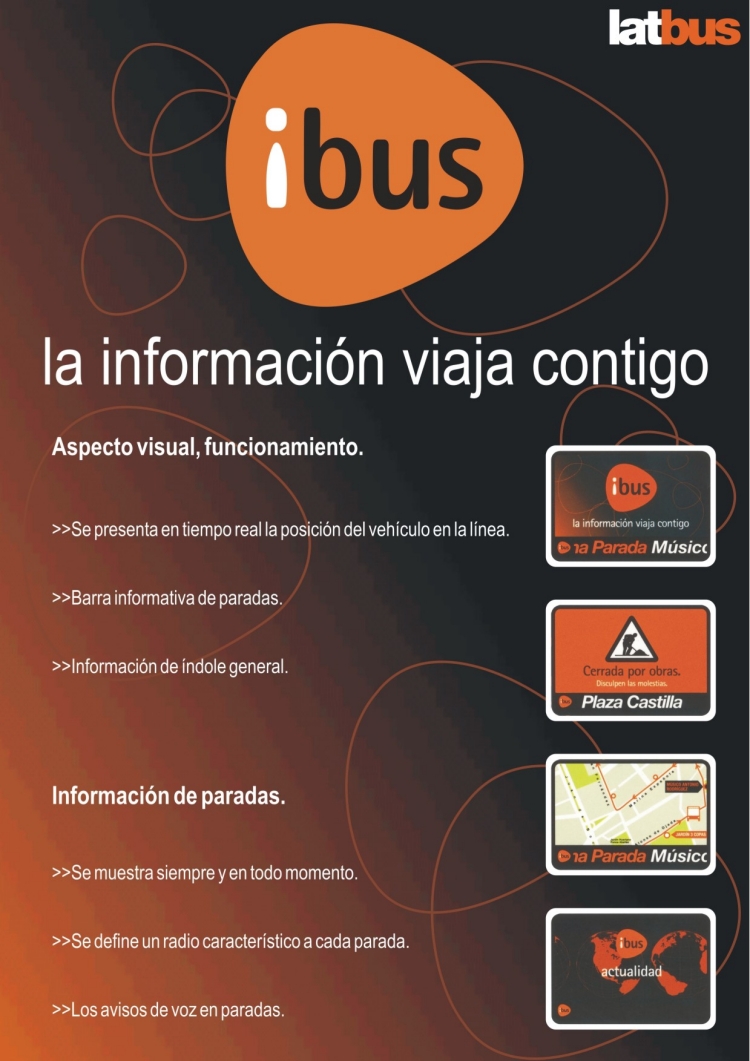 latbus
ibus
la información viaja contigo
Aspecto visual, funcionamiento.
ibus
la información viaja contigo
na Parada Músico
>>Se presenta en tiempo real la posición del vehículo en la línea.
>>Barra informativa de paradas.
Cerrada por obras.
Disculpen las molestias.
Plaza Castilla
>>Información de índole general.
Información de paradas.
na Parada Músico
>>Se muestra siempre y en todo momento.
>>Se define un radio característico a cada parada.
ibus
actualidad
>>Los avisos de voz en paradas.